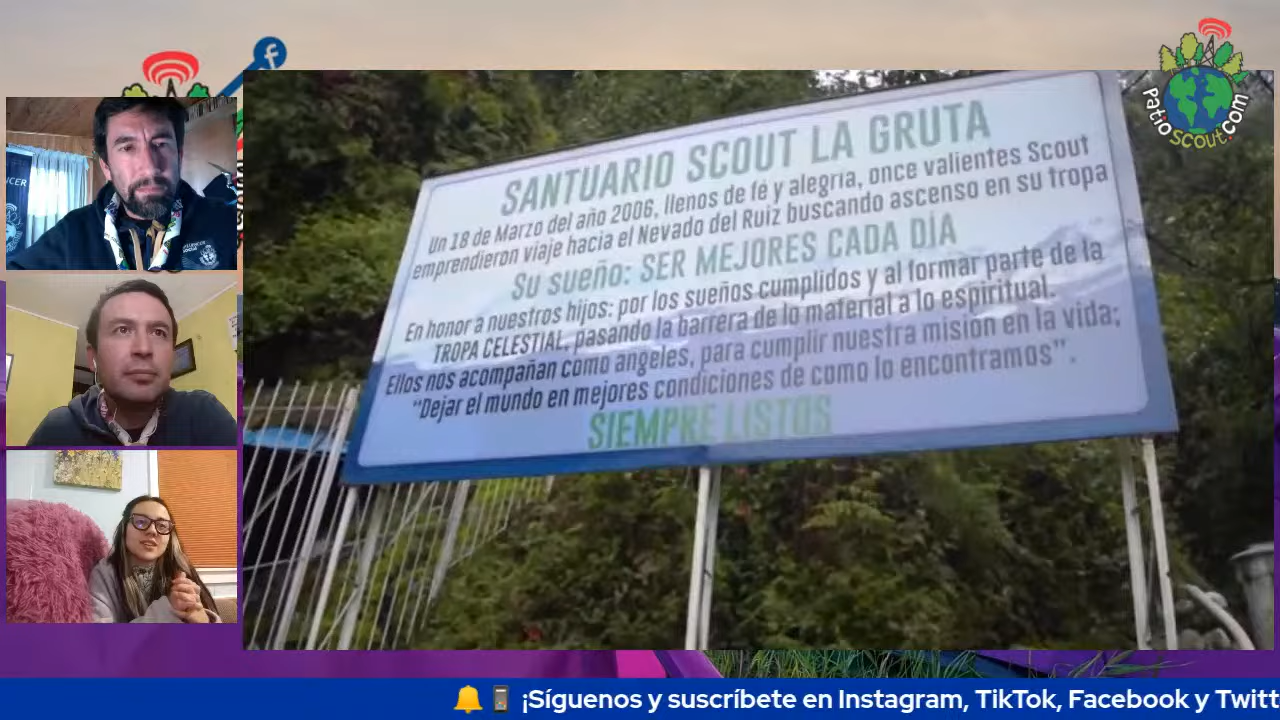 SANTUARIO SCOUT LA GRUTA
Un 18 de Marzo del año 2006, llenos de fé y alegria, once valientes Scout
emprendieron viaje hacia el Nevado del Ruiz buscando ascenso en su tropa
Su sueño: SER MEJORES CADA DÍA
En honor a nuestros hijos: por los sueños cumplidos y al formar parte de la
TROPA CELESTIAL, pasando la barrera de lo material a lo espiritual.
Ellos nos acompañan como angeles, para cumplir nuestra misión en la vida;
"Dejar el mundo en mejores condiciones de como lo encontramos".
SIEMPRE LISTOS
Patio
scout.com
¡Síguenos y suscríbete en Instagram, TikTok, Facebook y Twitt